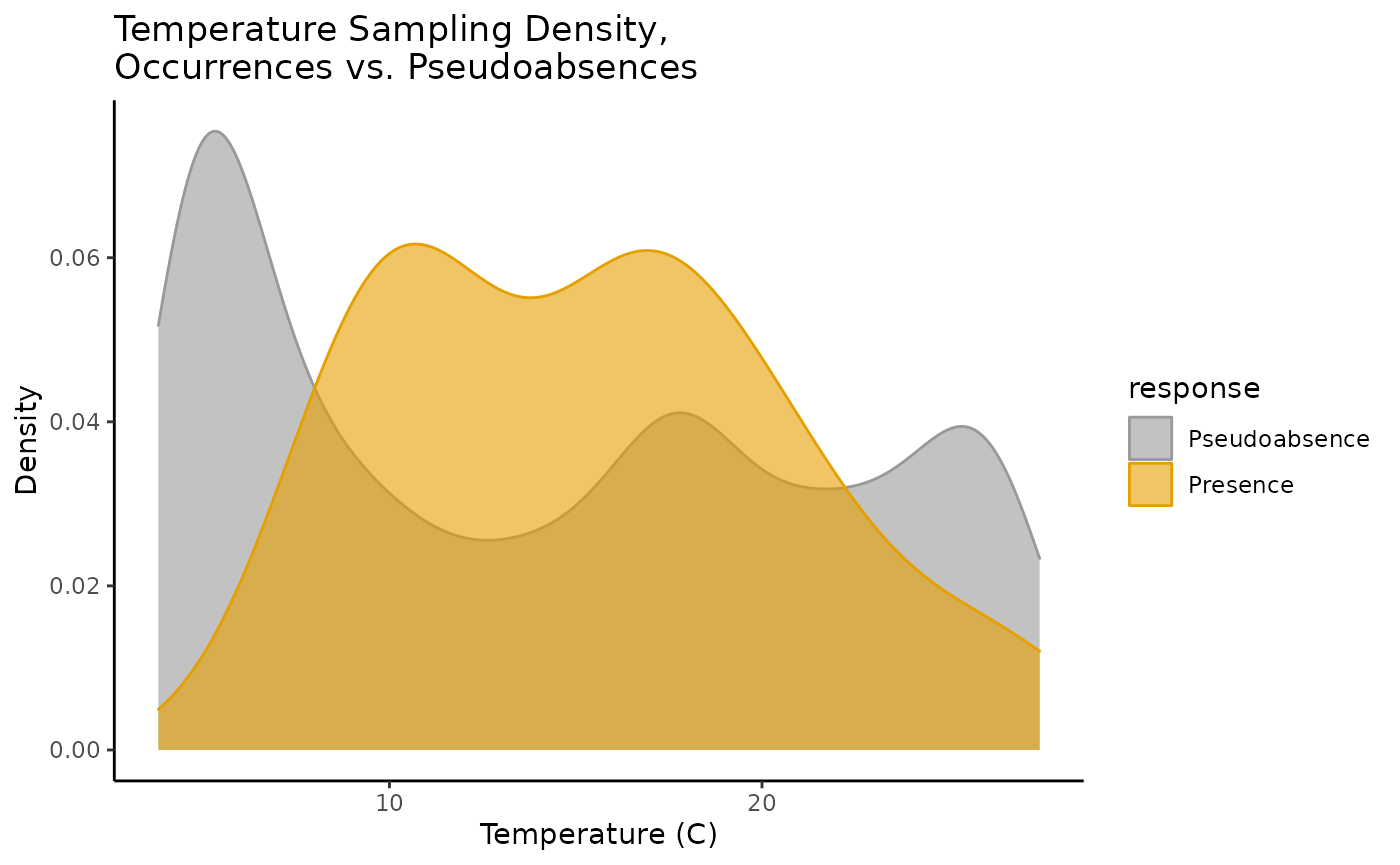 Temperature Sampling Density,
Occurrences vs. Pseudoabsences
0.06
0.04
0.02
0.00
Density
10
20
Temperature (C)
response
Pseudoabsence
Presence